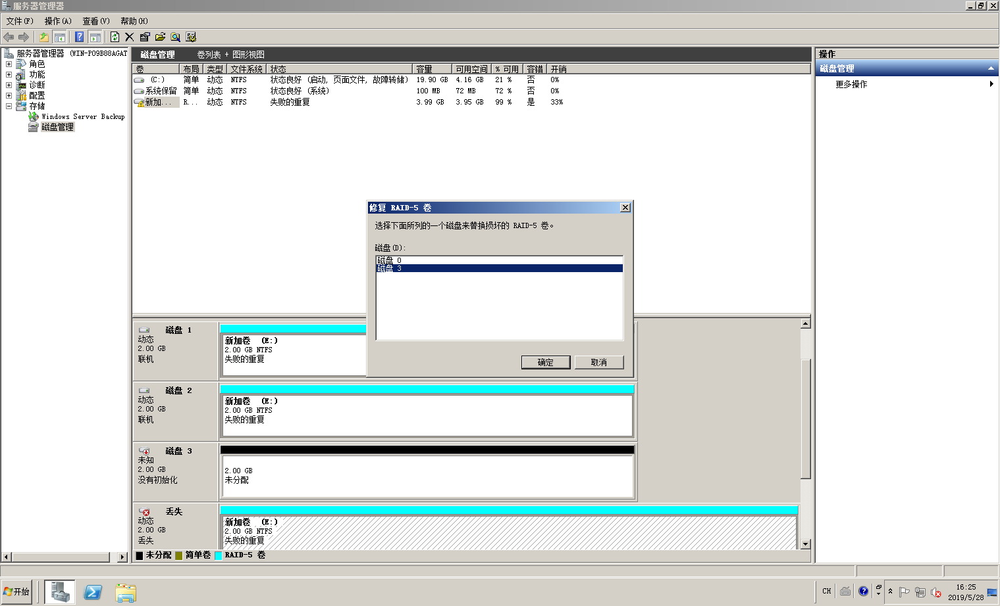 服务器管理器
文件(F) 操作(A) 查看(V) 帮助(H)
服务器管理器 (WIN-P09B88AGAT
角色
功能
诊断
配置
存储
Windows Server Backup
磁盘管理
磁盘管理 卷列表 + 图形视图
卷 布局 类型 文件系统 状态 容量 可用空间 % 可用 容错 开销
(C:) 简单 动态 NTFS 状态良好 (启动, 页面文件, 故障转储) 19.90 GB 4.16 GB 21 % 否 0%
系统保留 简单 动态 NTFS 状态良好 (系统) 100 MB 72 MB 72 % 否 0%
新加... R... 动态 NTFS 失败的重复 3.99 GB 3.95 GB 99 % 是 33%
修复 RAID-5 卷
选择下面所列的一个磁盘来替换损坏的 RAID-5 卷。
磁盘(D):
磁盘 0
磁盘 3
确定 取消
磁盘 1
动态
2.00 GB
联机
新加卷 (E:)
2.00 GB NTFS
失败的重复
磁盘 2
动态
2.00 GB
联机
新加卷 (E:)
2.00 GB NTFS
失败的重复
磁盘 3
未知
2.00 GB
没有初始化
2.00 GB
未分配
丢失
动态
2.00 GB
丢失
新加卷 (E:)
2.00 GB NTFS
失败的重复
未分配 简单卷 RAID-5 卷
操作
磁盘管理
更多操作
开始
CH
16:25
2019/5/28